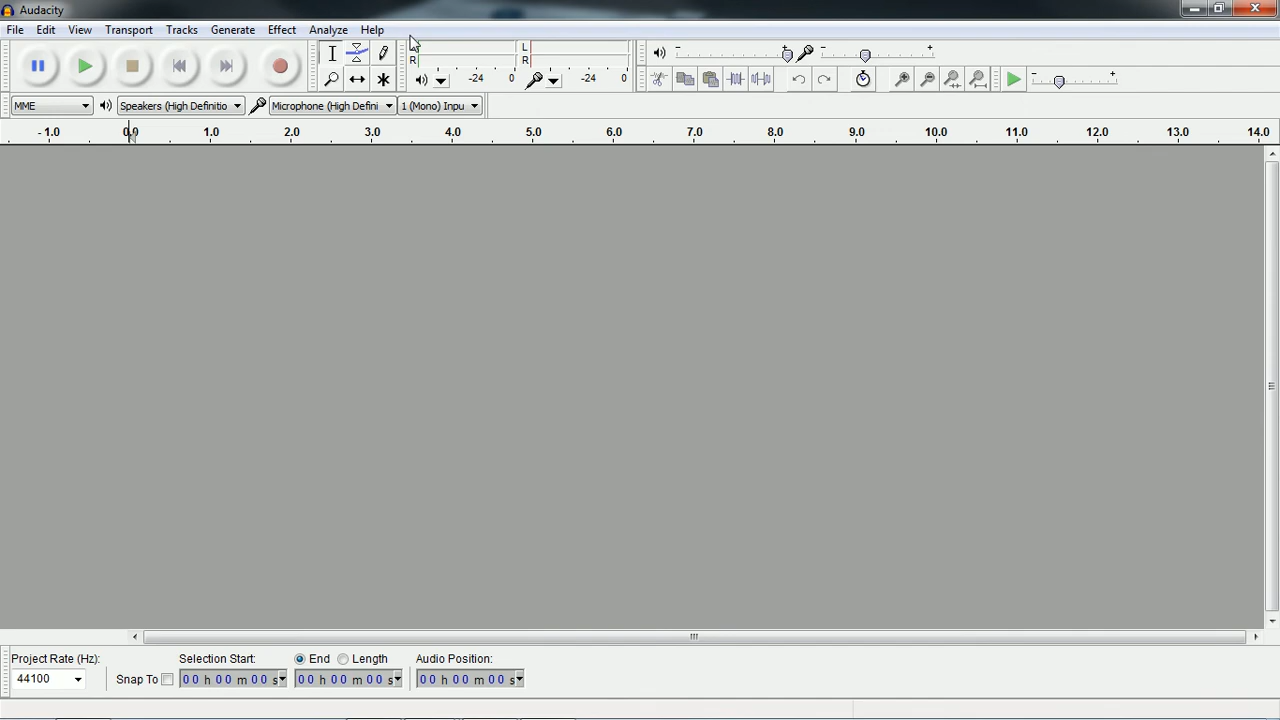 Audacity
File Edit View Transport Tracks Generate Effect Analyze Help
L
R R
-24 0 -24 0
MME Speakers (High Definitio Microphone (High Defini 1 (Mono) Inpu
-1.0 0.0 1.0 2.0 3.0 4.0 5.0 6.0 7.0 8.0 9.0 10.0 11.0 12.0 13.0 14.0
Project Rate (Hz): Selection Start: End Length Audio Position:
44100 Snap To 00 h 00 m 00 s 00 h 00 m 00 s 00 h 00 m 00 s